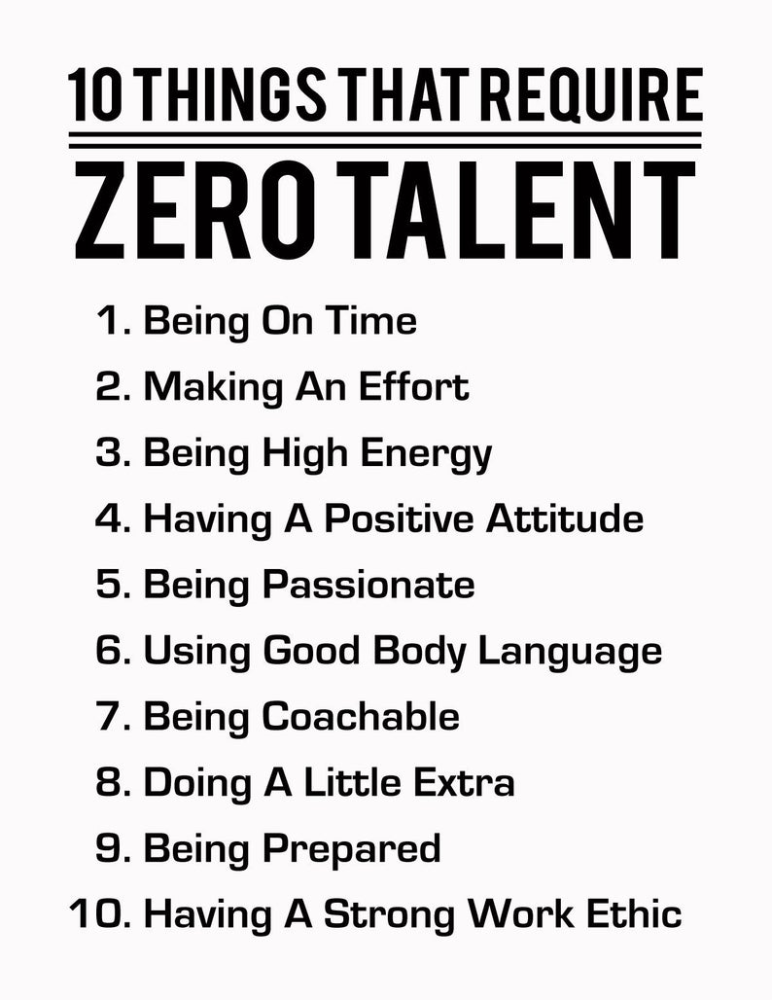 10 THINGS THAT REQUIRE
ZERO TALENT
1. Being On Time
2. Making An Effort
3. Being High Energy
4. Having A Positive Attitude
5. Being Passionate
6. Using Good Body Language
7. Being Coachable
8. Doing A Little Extra
9. Being Prepared
10. Having A Strong Work Ethic